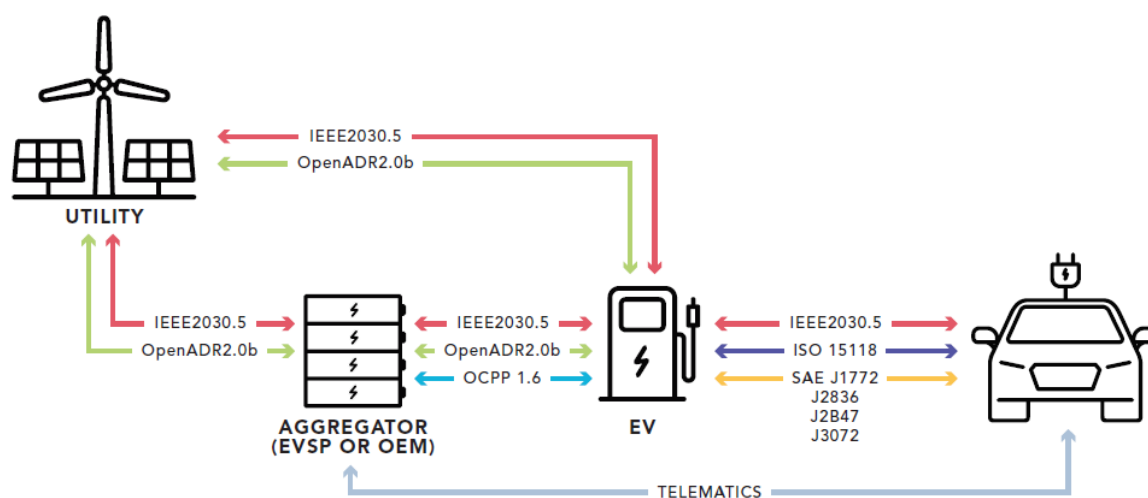 IEEE2030.5
OpenADR2.0b
UTILITY
IEEE2030.5
OpenADR2.0b
IEEE2030.5
OpenADR2.0b
OCPP 1.6
IEEE2030.5
ISO 15118
SAE J1772
J2836
J2B47
J3072
AGGREGATOR
(EVSP OR OEM)
EV
TELEMATICS